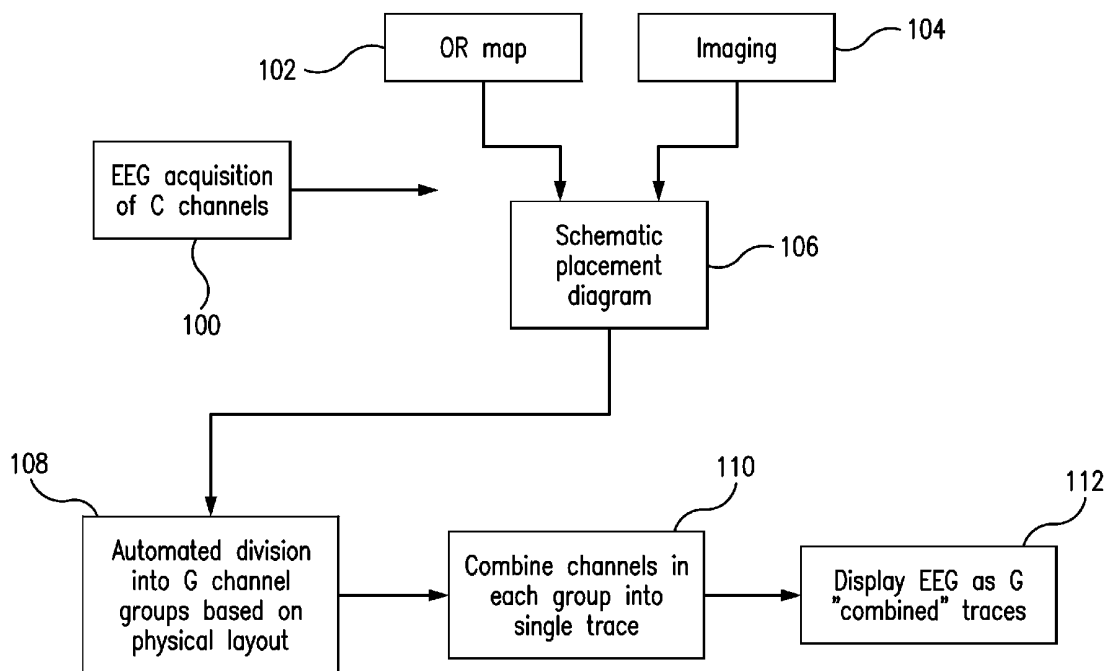 OR map
102
Imaging
104
EEG acquisition
of C channels
100
Schematic
placement
diagram
106
108
Automated division
into G channel
groups based on
physical layout
110
Combine channels in
each group into
single trace
112
Display EEG as G
"combined" traces